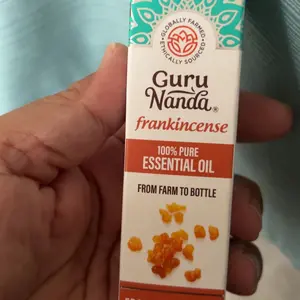 GLOBALLY FARMED
ETHICALLY SOURCED
Guru
Nanda®
frankincense
100% PURE
ESSENTIAL OIL
FROM FARM TO BOTTLE